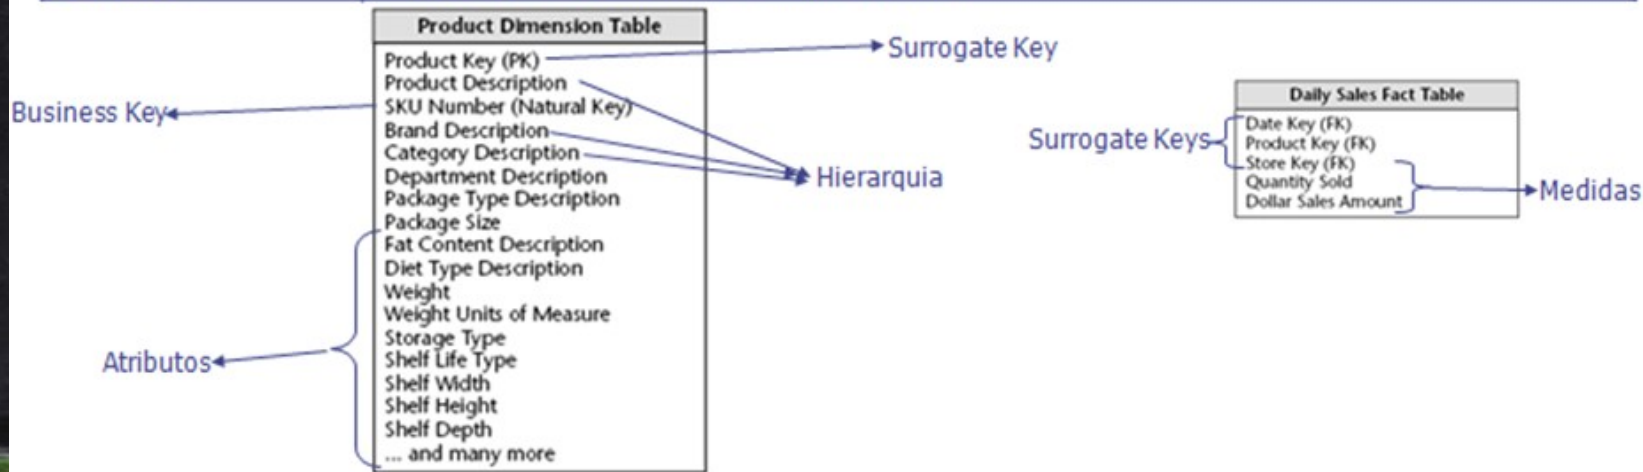 Product Dimension Table
Product Key (PK)
Product Description
SKU Number (Natural Key)
Brand Description
Category Description
Department Description
Package Type Description
Package Size
Fat Content Description
Diet Type Description
Weight
Weight Units of Measure
Storage Type
Shelf Life Type
Shelf Width
Shelf Height
Shelf Depth
... and many more
Business Key
Atributos
Surrogate Key
Hierarquia
Surrogate Keys
Daily Sales Fact Table
Date Key (FK)
Product Key (FK)
Store Key (FK)
Quantity Sold
Dollar Sales Amount
Medidas